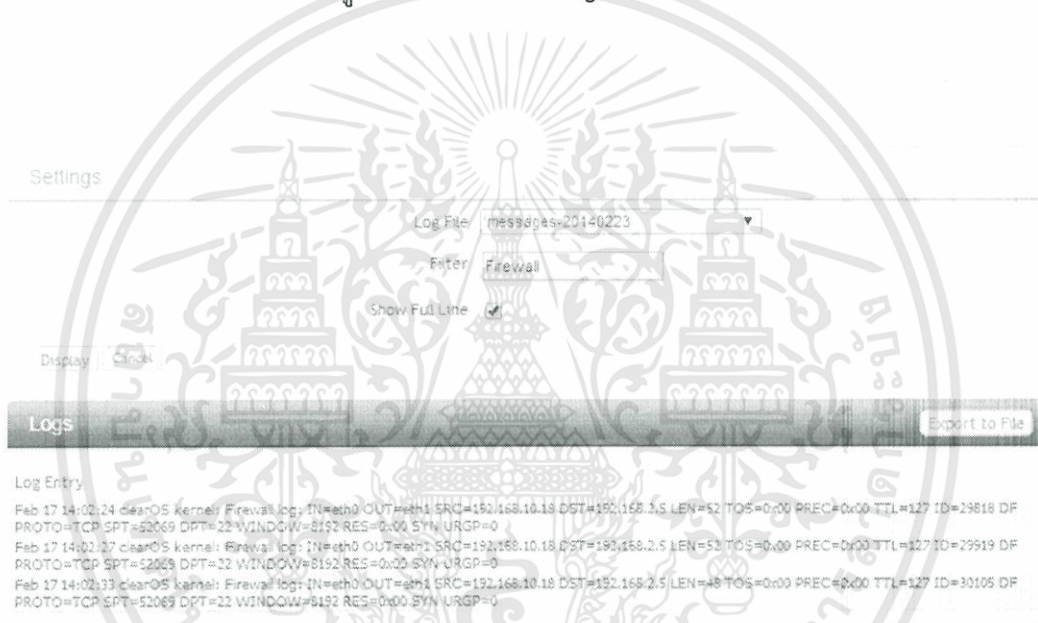 Settings
Log File messages-20140223
Filter Firewall
Show Full Line
Display Cancel
Logs
Export to File
Log Entry
Feb 17 14:02:24 clearOS kernel: Firewall log: IN=eth0 OUT=eth1 SRC=192.168.10.18 DST=192.168.2.5 LEN=52 TOS=0x00 PREC=0x00 TTL=127 ID=29818 DF
PROTO=TCP SPT=52069 DPT=22 WINDOW=8192 RES=0x00 SYN URGP=0
Feb 17 14:02:27 clearOS kernel: Firewall log: IN=eth0 OUT=eth1 SRC=192.168.10.18 DST=192.168.2.5 LEN=52 TOS=0x00 PREC=0x00 TTL=127 ID=29919 DF
PROTO=TCP SPT=52069 DPT=22 WINDOW=8192 RES=0x00 SYN URGP=0
Feb 17 14:02:33 clearOS kernel: Firewall log: IN=eth0 OUT=eth1 SRC=192.168.10.18 DST=192.168.2.5 LEN=48 TOS=0x00 PREC=0x00 TTL=127 ID=30105 DF
PROTO=TCP SPT=52069 DPT=22 WINDOW=8192 RES=0x00 SYN URGP=0